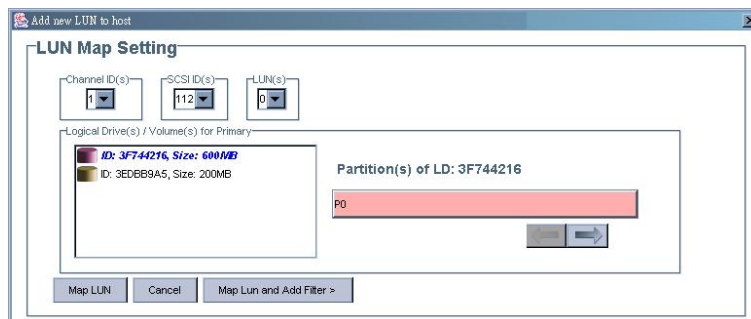 Add new LUN to host
LUN Map Setting
Channel ID(s)
SCSI ID(s)
LUN(s)
1
112
0
Logical Drive(s) / Volume(s) for Primary
ID: 3F744216, Size: 600MB
ID: 3EDBB9A5, Size: 200MB
Partition(s) of LD: 3F744216
P0
Map LUN
Cancel
Map Lun and Add Filter >